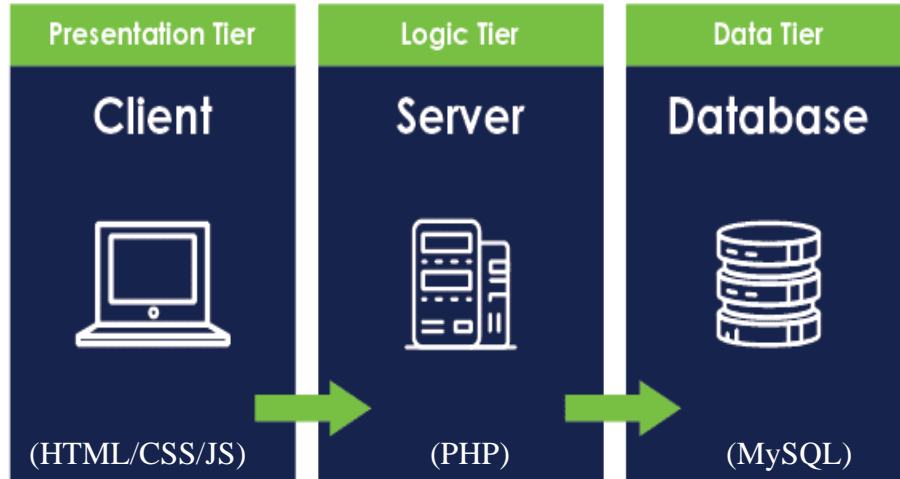 Presentation Tier
Client
(HTML/CSS/JS)
Logic Tier
Server
(PHP)
Data Tier
Database
(MySQL)